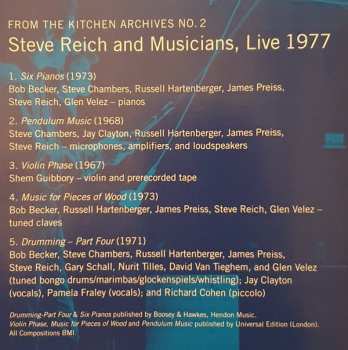 FROM THE KITCHEN ARCHIVES NO. 2
Steve Reich and Musicians, Live 1977
1. Six Pianos (1973)
Bob Becker, Steve Chambers, Russell Hartenberger, James Preiss,
Steve Reich, Glen Velez – pianos
2. Pendulum Music (1968)
Steve Chambers, Jay Clayton, Russell Hartenberger, James Preiss,
Steve Reich – microphones, amplifiers, and loudspeakers
3. Violin Phase (1967)
Shem Guibbory – violin and prerecorded tape
4. Music for Pieces of Wood (1973)
Bob Becker, Russell Hartenberger, James Preiss, Steve Reich, Glen Velez –
tuned claves
5. Drumming – Part Four (1971)
Bob Becker, Steve Chambers, Russell Hartenberger, James Preiss,
Steve Reich, Gary Schall, Nurit Tilles, David Van Tieghem, and Glen Velez
(tuned bongo drums/marimbas/glockenspiels/whistling); Jay Clayton
(vocals), Pamela Fraley (vocals); and Richard Cohen (piccolo)
Drumming-Part Four & Six Pianos published by Boosey & Hawkes, Hendon Music.
Violin Phase, Music for Pieces of Wood and Pendulum Music published by Universal Edition (London).
All Compositions BMI.